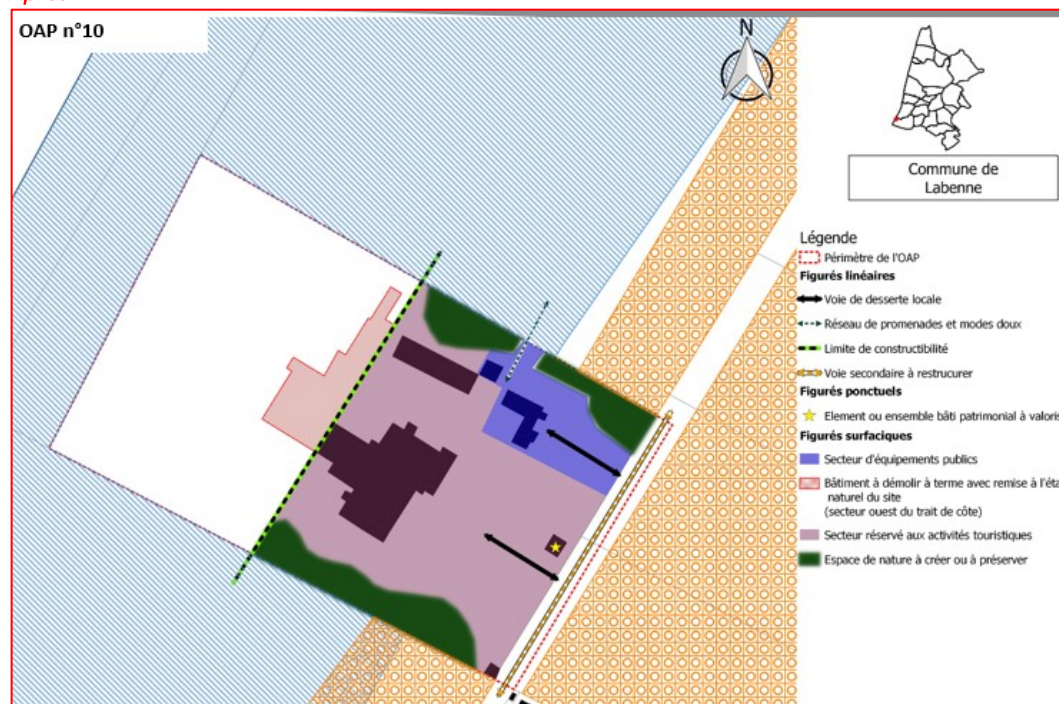 OAP n°10
Commune de
Labenne
Légende
Périmètre de l'OAP
Figurés linéaires
Voie de desserte locale
Réseau de promenades et modes doux
Limite de constructibilité
Voie secondaire à restrucurer
Figurés ponctuels
Element ou ensemble bâti patrimonial à valoris
Figurés surfaciques
Secteur d'équipements publics
Bâtiment à démolir à terme avec remise à l'éta
naturel du site
(secteur ouest du trait de côte)
Secteur réservé aux activités touristiques
Espace de nature à créer ou à préserver